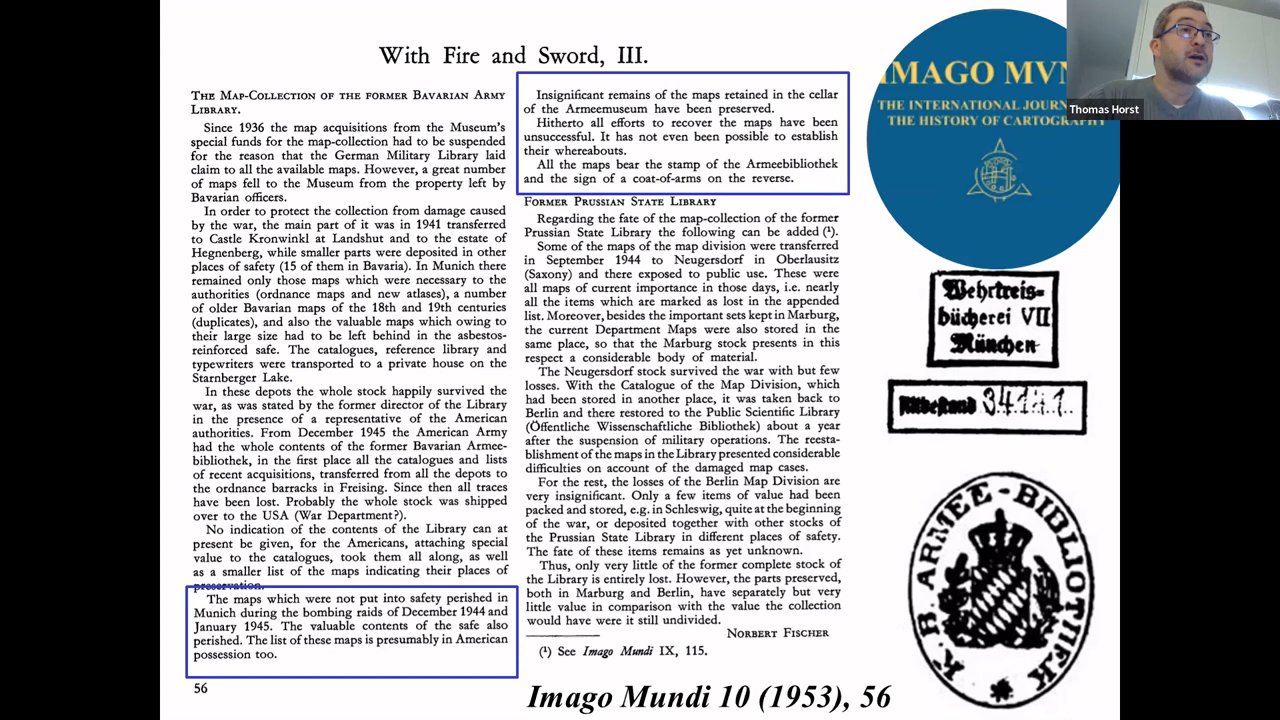 With Fire and Sword, III.
THE MAP-COLLECTION OF THE FORMER BAVARIAN ARMY
LIBRARY.
Since 1936 the map acquisitions from the Museum's
special funds for the map-collection had to be suspended
for the reason that the German Military Library laid
claim to all the available maps. However, a great number
of maps fell to the Museum from the property left by
Bavarian officers.
In order to protect the collection from damage caused
by the war, the main part of it was in 1941 transferred
to Castle Kronwinkl at Landshut and to the estate of
Hegnenberg, while smaller parts were deposited in other
places of safety (15 of them in Bavaria). In Munich there
remained only those maps which were necessary to the
authorities (ordnance maps and new atlases), a number
of older Bavarian maps of the 18th and 19th centuries
(duplicates), and also the valuable maps which owing to
their large size had to be left behind in the asbestos-
reinforced safe. The catalogues, reference library and
typewriters were transported to a private house on the
Starnberger Lake.
In these depots the whole stock happily survived the
war, as was stated by the former director of the Library
in the presence of a representative of the American
authorities. From December 1945 the American Army
had the whole contents of the former Bavarian Armee-
bibliothek, in the first place all the catalogues and lists
of recent acquisitions, transferred from all the depots to
the ordnance barracks in Freising. Since then all traces
have been lost. Probably the whole stock was shipped
over to the USA (War Department?).
No indication of the contents of the Library can at
present be given, for the Americans, attaching special
value to the catalogues, took them all along, as well
as a smaller list of the maps indicating their places of
preservation.
The maps which were not put into safety perished in
Munich during the bombing raids of December 1944 and
January 1945. The valuable contents of the safe also
perished. The list of these maps is presumably in American
possession too.
56
Insignificant remains of the maps retained in the cellar
of the Armeemuseum have been preserved.
Hitherto all efforts to recover the maps have been
unsuccessful. It has not even been possible to establish
their whereabouts.
All the maps bear the stamp of the Armeebibliothek
and the sign of a coat-of-arms on the reverse.
FORMER PRUSSIAN STATE LIBRARY
Regarding the fate of the map-collection of the former
Prussian State Library the following can be added (¹).
Some of the maps of the map division were transferred
in September 1944 to Neugersdorf in Oberlausitz
(Saxony) and there exposed to public use. These were
all maps of current importance in those days, i.e. nearly
all the items which are marked as lost in the appended
list. Moreover, besides the important sets kept in Marburg,
the current Department Maps were also stored in the
same place, so that the Marburg stock presents in this
respect a considerable body of material.
The Neugersdorf stock survived the war with but few
losses. With the Catalogue of the Map Division, which
had been stored in another place, it was taken back to
Berlin and there restored to the Public Scientific Library
(Öffentliche Wissenschaftliche Bibliothek) about a year
after the suspension of military operations. The reesta-
blishment of the maps in the Library presented considerable
difficulties on account of the damaged map cases.
For the rest, the losses of the Berlin Map Division are
very insignificant. Only a few items of value had been
packed and stored, e.g. in Schleswig, quite at the beginning
of the war, or deposited together with other stocks of
the Prussian State Library in different places of safety.
The fate of these items remains as yet unknown.
Thus, only very little of the former complete stock of
the Library is entirely lost. However, the parts preserved,
both in Marburg and Berlin, have separately but very
little value in comparison with the value the collection
would have were it still undivided.
NORBERT FISCHER
(¹) See Imago Mundi IX, 115.
Imago Mundi 10 (1953), 56
IMAGO MVN
THE INTERNATIONAL JOURN
THE HISTORY OF CARTOGRAPHY
Thomas Horst
Wehrkreis-
bücherei VII
München
Altbestand
K. B. ARMEE-BIBLIOTHEK